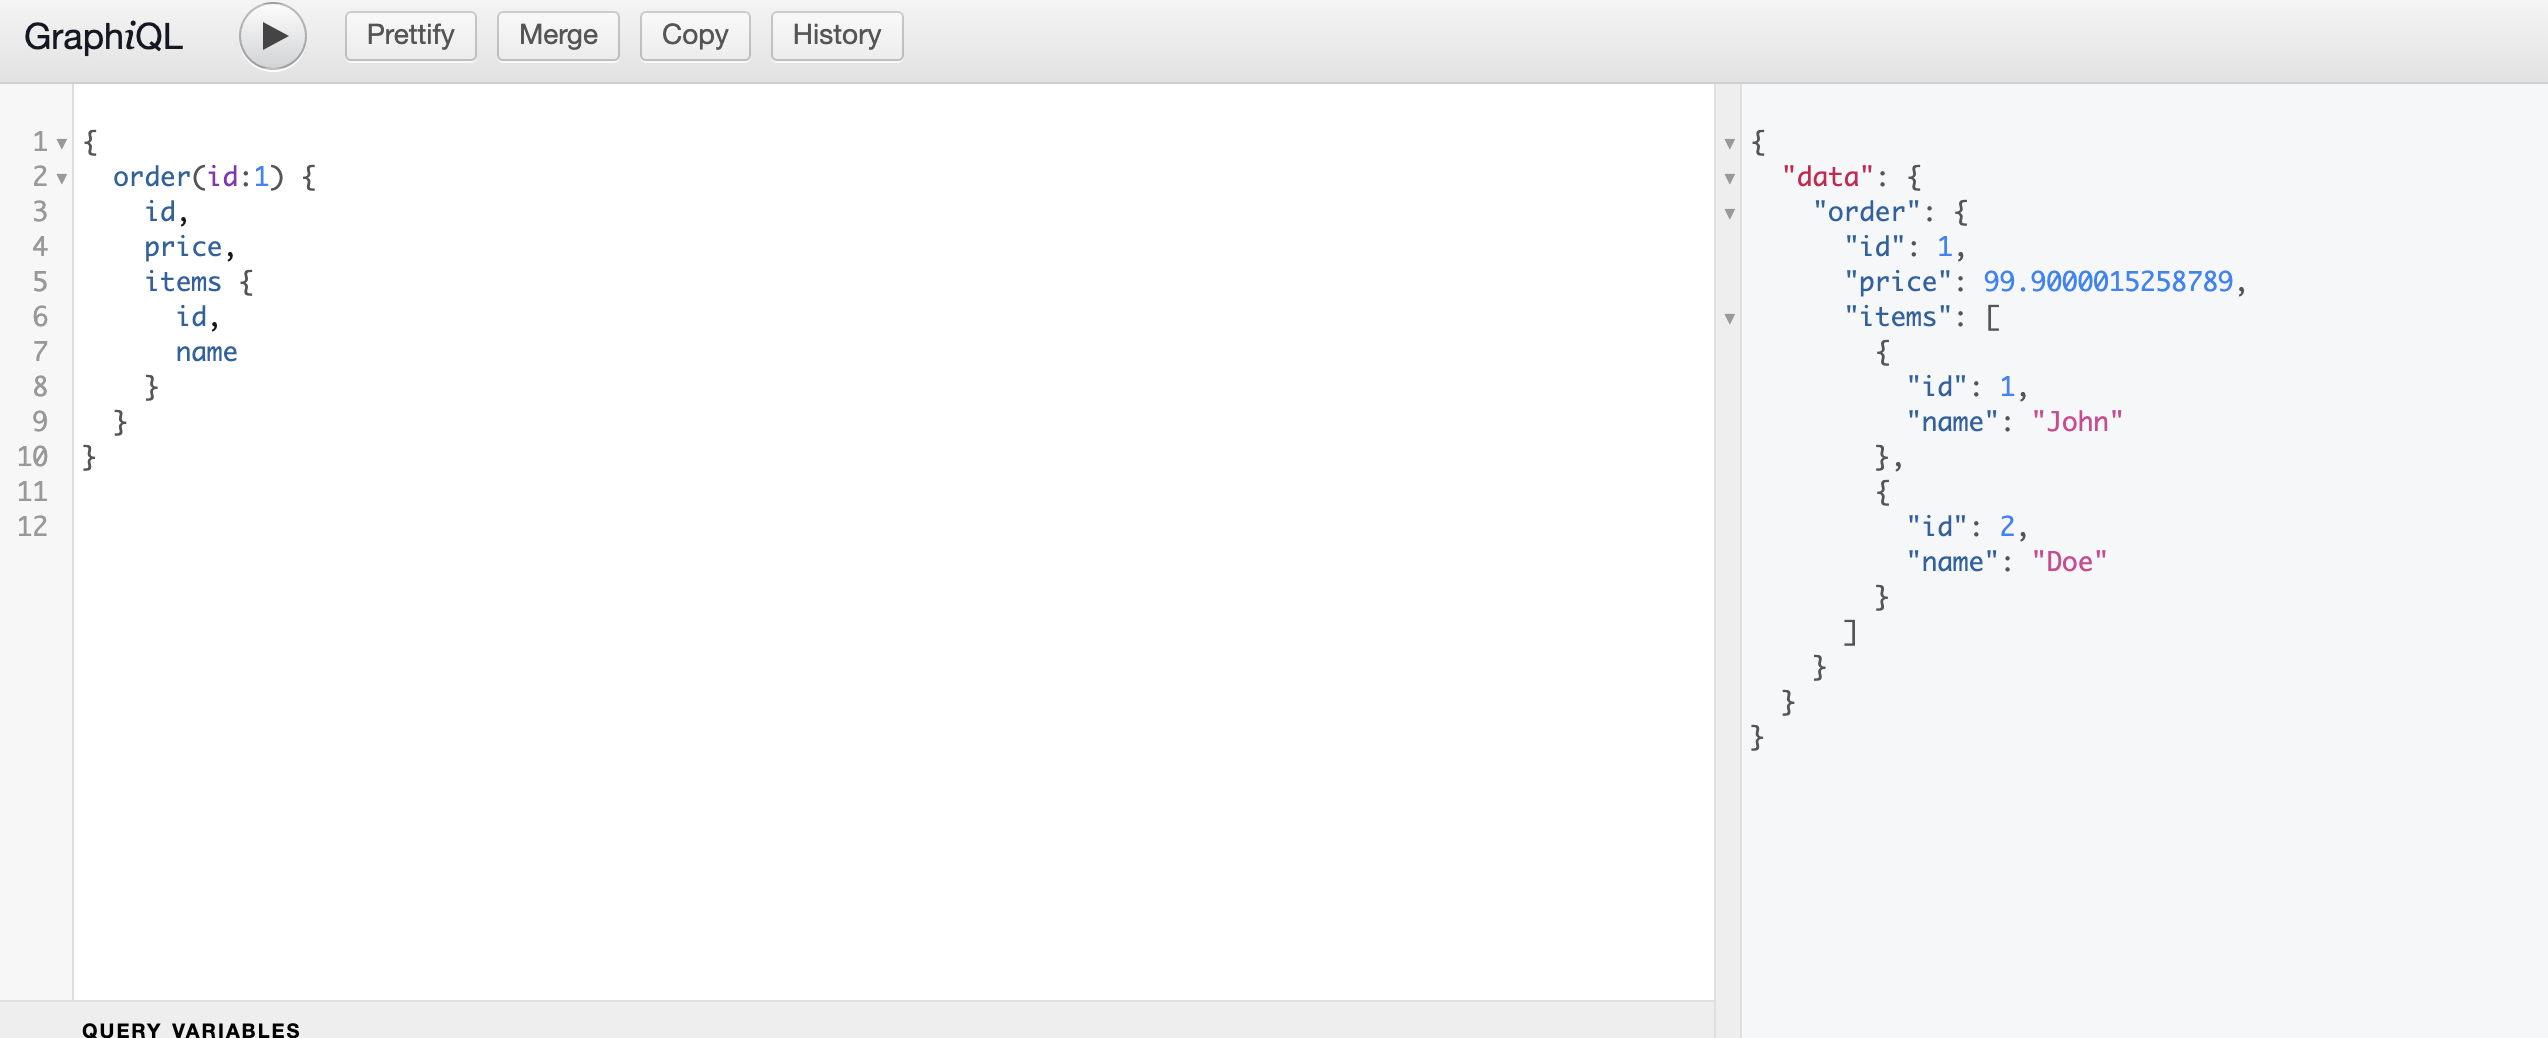 GraphiQL Prettify Merge Copy History
1 {
2 order(id:1) {
3 id,
4 price,
5 items {
6 id,
7 name
8 }
9 }
10 }
11
12
{
"data": {
"order": {
"id": 1,
"price": 99.9000015258789,
"items": [
{
"id": 1,
"name": "John"
},
{
"id": 2,
"name": "Doe"
}
]
}
}
}
QUERY VARIABLES